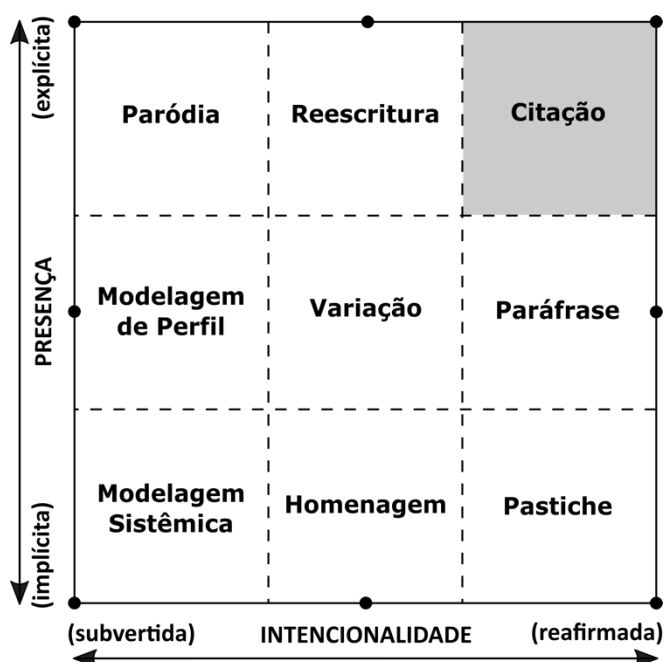 (explícita)
Paródia
Reescritura
Citação
PRESENÇA
Modelagem
de Perfil
Variação
Paráfrase
(implícita)
Modelagem
Sistêmica
Homenagem
Pastiche
(subvertida)
INTENCIONALIDADE
(reafirmada)